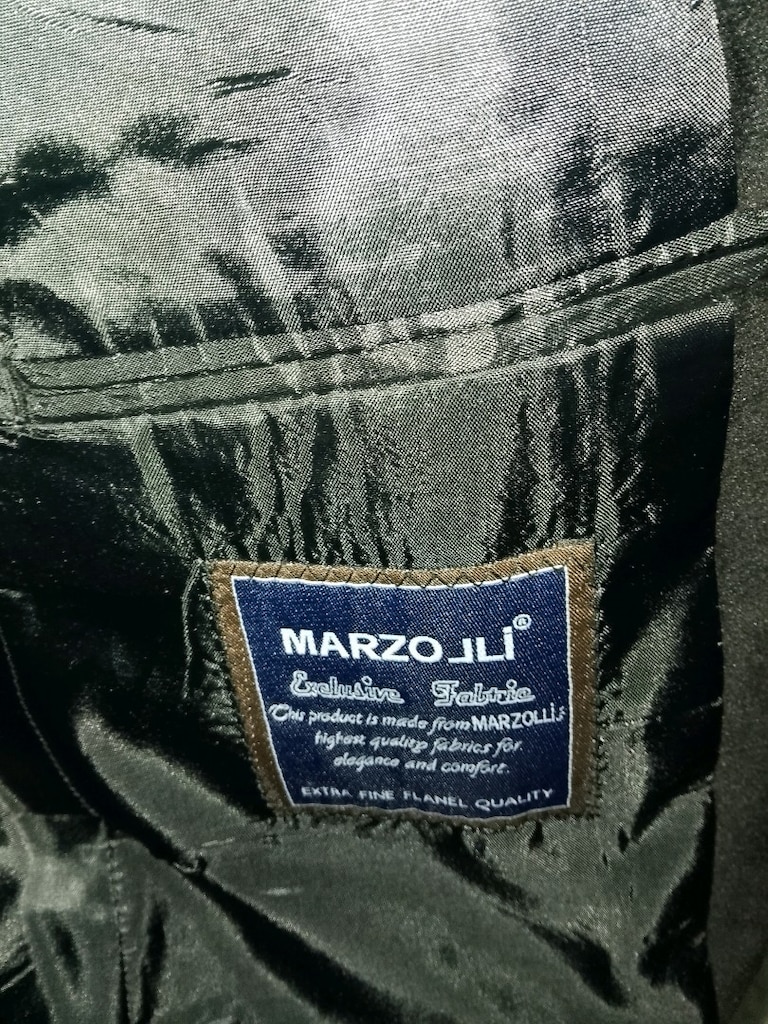 MARZOLLİ®
Exclusive Fabric
This product is made from MARZOLLİ's
highest quality fabrics for
elegance and comfort.
EXTRA FINE FLANEL QUALITY